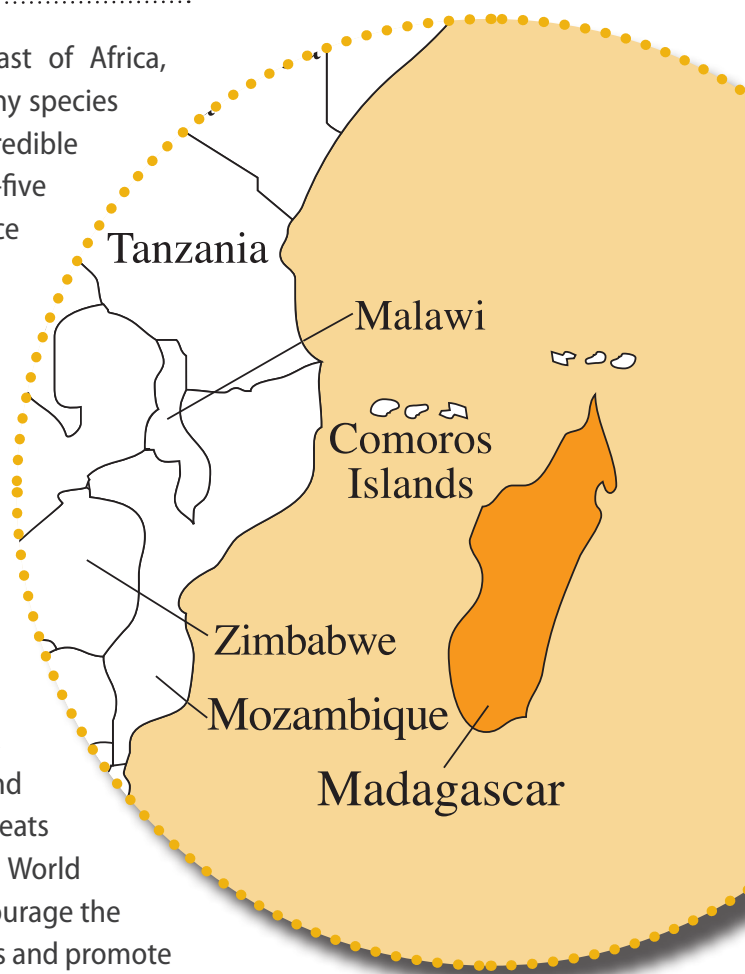 ast of Africa,
ny species
redible
-five
ce
Tanzania
Malawi
Comoros
Islands
Zimbabwe
Mozambique
Madagascar
nd
eats
World
ourage the
s and promote